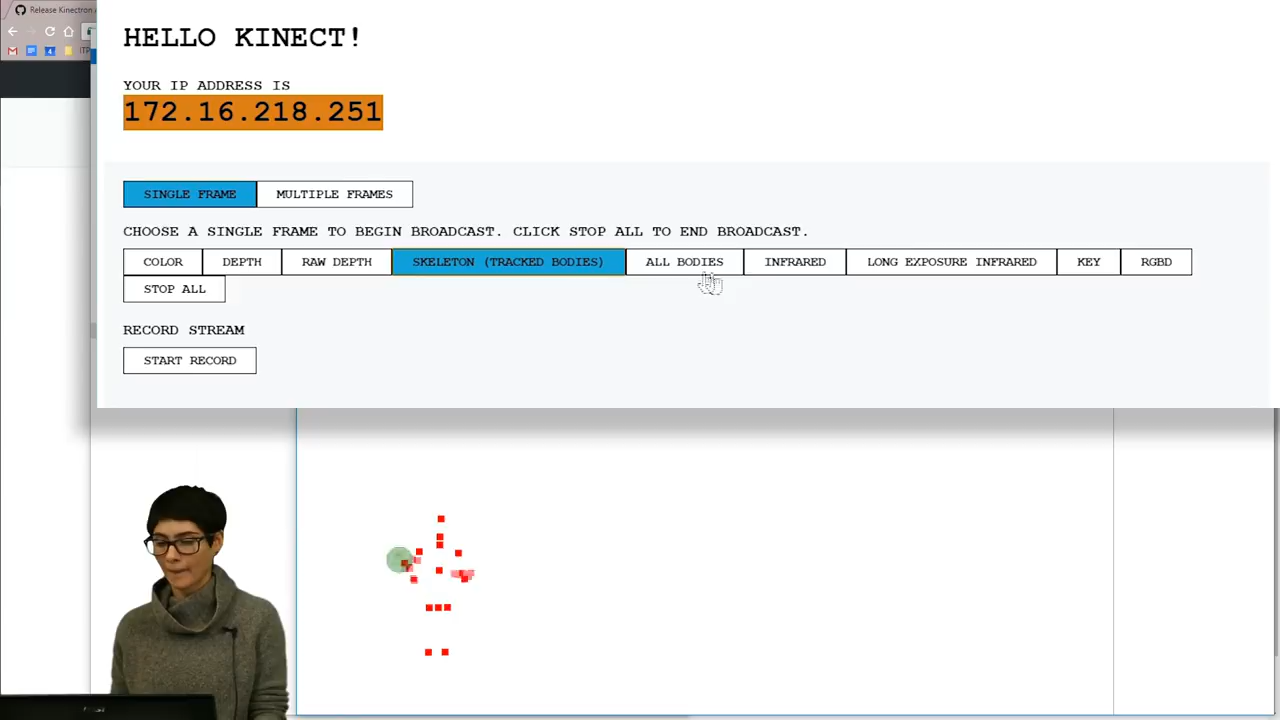 Release Kinectron
HELLO KINECT!
YOUR IP ADDRESS IS
172.16.218.251
SINGLE FRAME
MULTIPLE FRAMES
CHOOSE A SINGLE FRAME TO BEGIN BROADCAST. CLICK STOP ALL TO END BROADCAST.
COLOR
DEPTH
RAW DEPTH
SKELETON (TRACKED BODIES)
ALL BODIES
INFRARED
LONG EXPOSURE INFRARED
KEY
RGBD
STOP ALL
RECORD STREAM
START RECORD